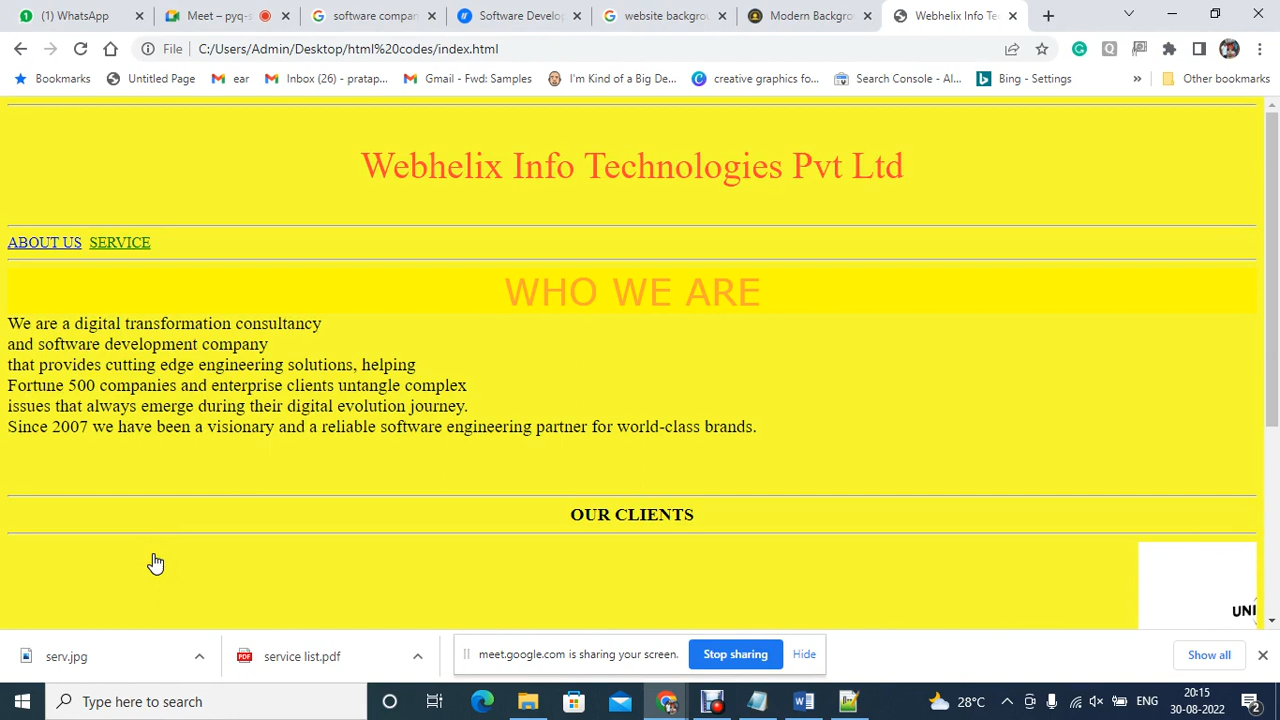 (1) WhatsApp
Meet – pyq-s
software compan
Software Develop
website backgrou
Modern Backgro
Webhelix Info Tec
File C:/Users/Admin/Desktop/html%20codes/index.html
Bookmarks
Untitled Page
ear
Inbox (26) - pratap...
Gmail - Fwd: Samples
I'm Kind of a Big De...
creative graphics fo...
Search Console - Al...
Bing - Settings
»
Other bookmarks
Webhelix Info Technologies Pvt Ltd
ABOUT US SERVICE
WHO WE ARE
We are a digital transformation consultancy
and software development company
that provides cutting edge engineering solutions, helping
Fortune 500 companies and enterprise clients untangle complex
issues that always emerge during their digital evolution journey.
Since 2007 we have been a visionary and a reliable software engineering partner for world-class brands.
OUR CLIENTS
UNI
serv.jpg
service list.pdf
meet.google.com is sharing your screen.
Stop sharing
Hide
Show all
Type here to search
28°C
ENG
20:15
30-08-2022
2